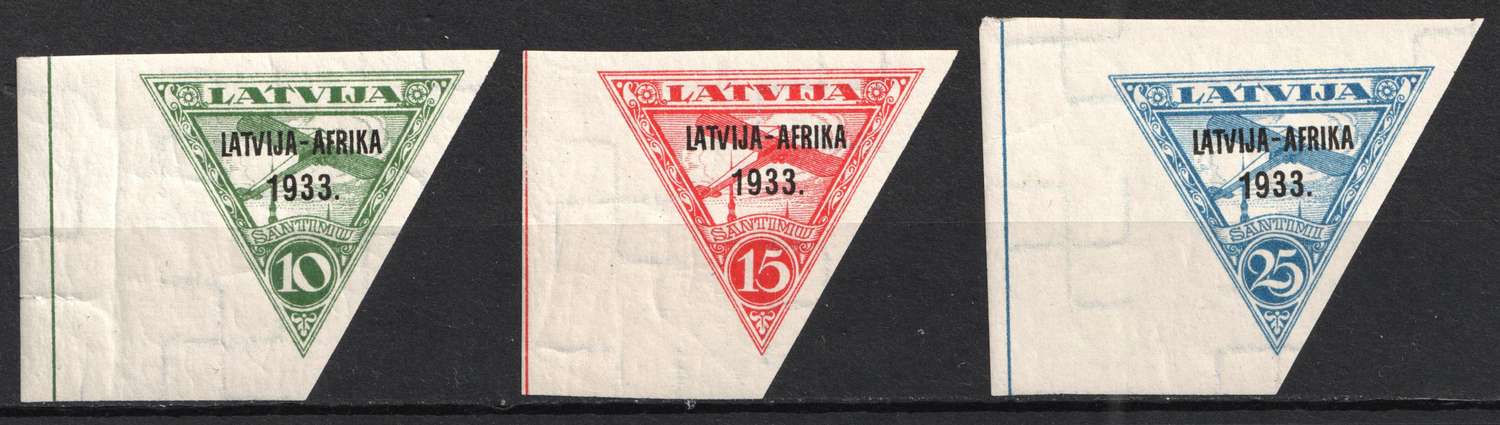 LATVIJA
LATVIJA-AFRIKA
1933.
SANTIMU
10
LATVIJA
LATVIJA-AFRIKA
1933.
SANTIMU
15
LATVIJA
LATVIJA-AFRIKA
1933.
SANTIMI
25